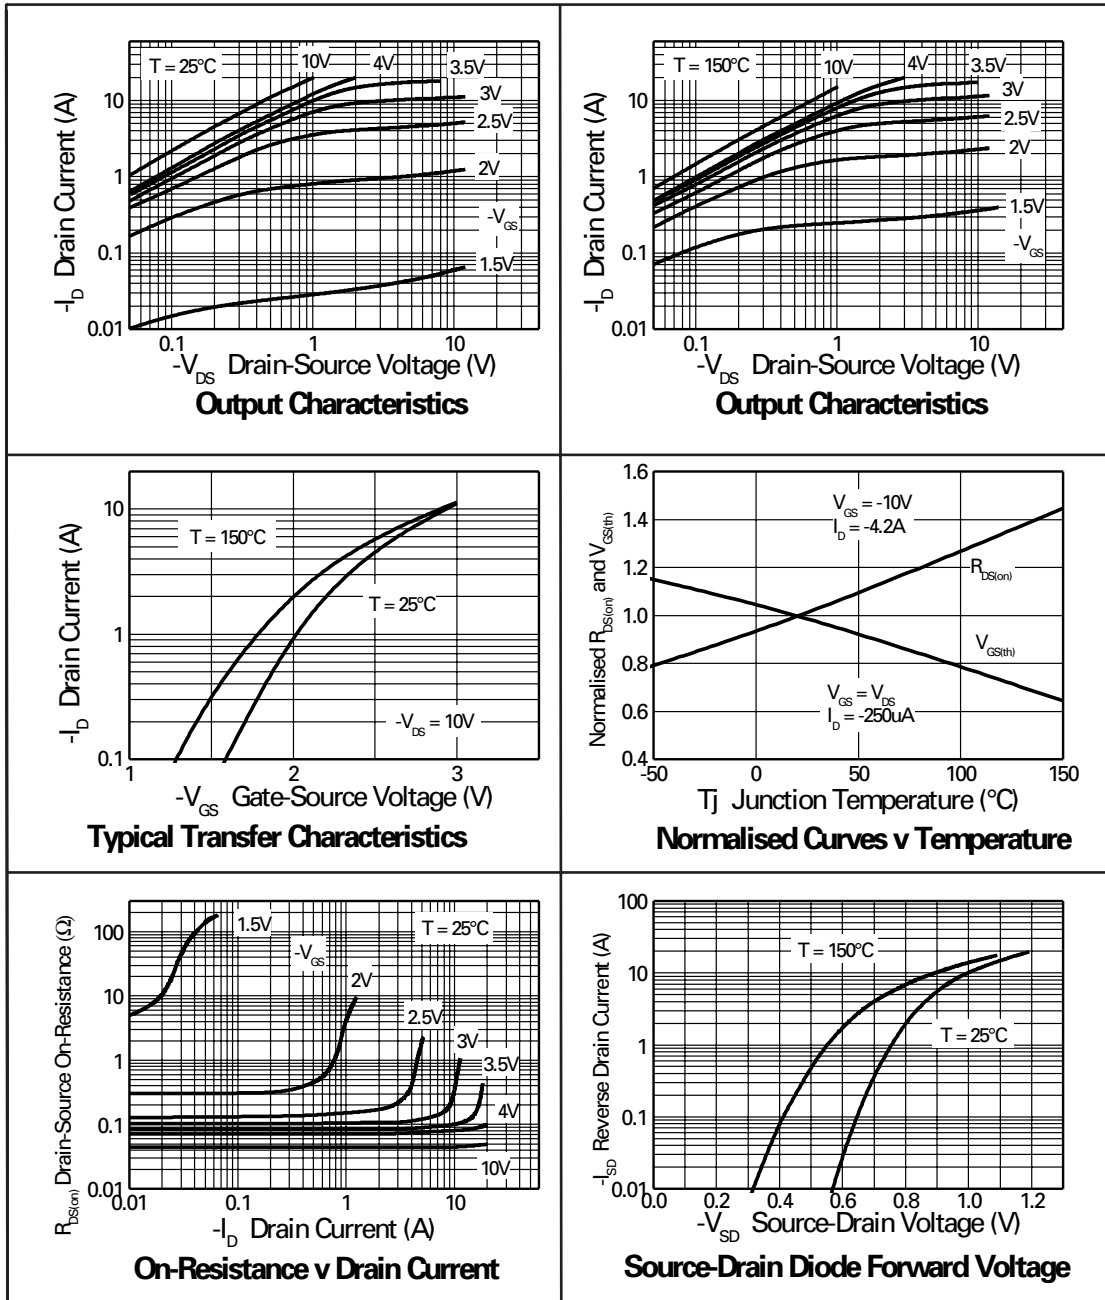 T = 25°C
10V
4V
3.5V
3V
2.5V
2V
-VGS
1.5V
10
1
0.1
0.01
-ID Drain Current (A)
0.1
1
10
-VDS Drain-Source Voltage (V)
Output Characteristics
T = 150°C
10V
4V
3.5V
3V
2.5V
2V
1.5V
-VGS
10
1
0.1
0.01
-ID Drain Current (A)
0.1
1
10
-VDS Drain-Source Voltage (V)
Output Characteristics
T = 150°C
T = 25°C
-VDS = 10V
10
1
0.1
-ID Drain Current (A)
1
2
3
-VGS Gate-Source Voltage (V)
Typical Transfer Characteristics
1.6
1.4
1.2
1.0
0.8
0.6
0.4
Normalised RDS(on) and VGS(th)
VGS = -10V
ID = -4.2A
RDS(on)
VGS(th)
VGS = VDS
ID = -250uA
-50
0
50
100
150
Tj Junction Temperature (°C)
Normalised Curves v Temperature
1.5V
T = 25°C
-VGS
2V
2.5V
3V
3.5V
4V
10V
100
10
1
0.1
0.01
RDS(on) Drain-Source On-Resistance (Ω)
0.01
0.1
1
10
-ID Drain Current (A)
On-Resistance v Drain Current
100
10
1
0.1
0.01
-ISD Reverse Drain Current (A)
T = 150°C
T = 25°C
0.0
0.2
0.4
0.6
0.8
1.0
1.2
-VSD Source-Drain Voltage (V)
Source-Drain Diode Forward Voltage